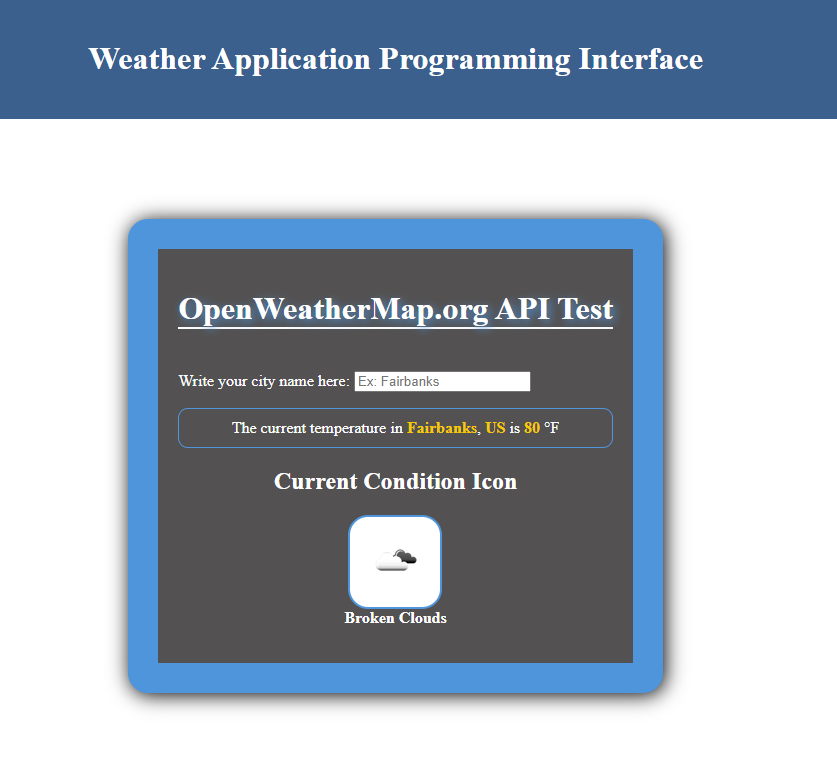 Weather Application Programming Interface
OpenWeatherMap.org API Test
Write your city name here: Ex: Fairbanks
The current temperature in Fairbanks, US is 80 °F
Current Condition Icon
Broken Clouds